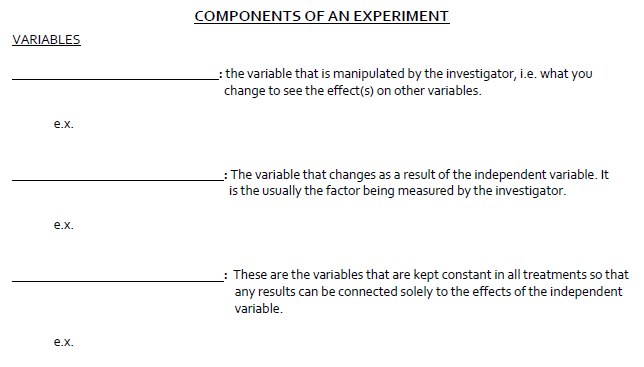 COMPONENTS OF AN EXPERIMENT
VARIABLES
____________________: the variable that is manipulated by the investigator, i.e. what you
change to see the effect(s) on other variables.
e.x.
____________________: The variable that changes as a result of the independent variable. It
is the usually the factor being measured by the investigator.
e.x.
____________________: These are the variables that are kept constant in all treatments so that
any results can be connected solely to the effects of the independent
variable.
e.x.